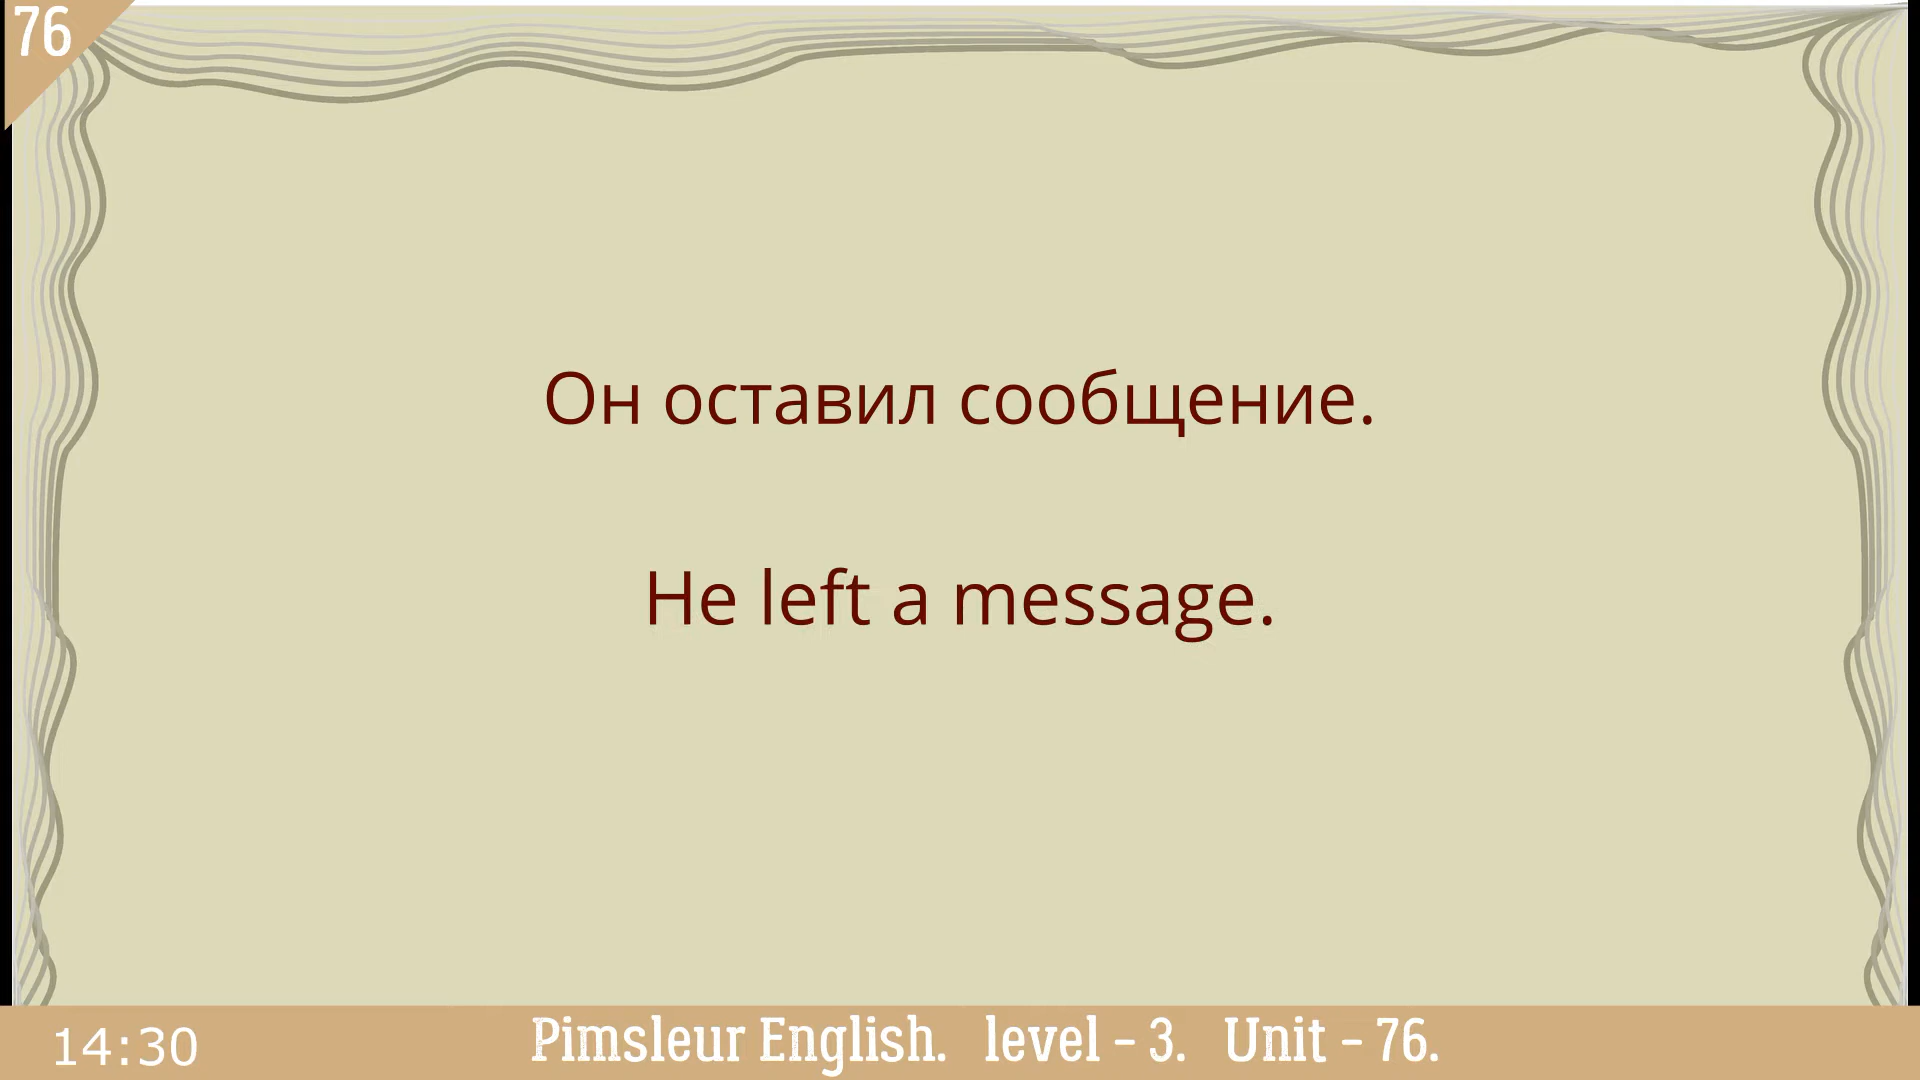 76
Он оставил сообщение.
He left a message.
14:30
Pimsleur English. level - 3. Unit - 76.